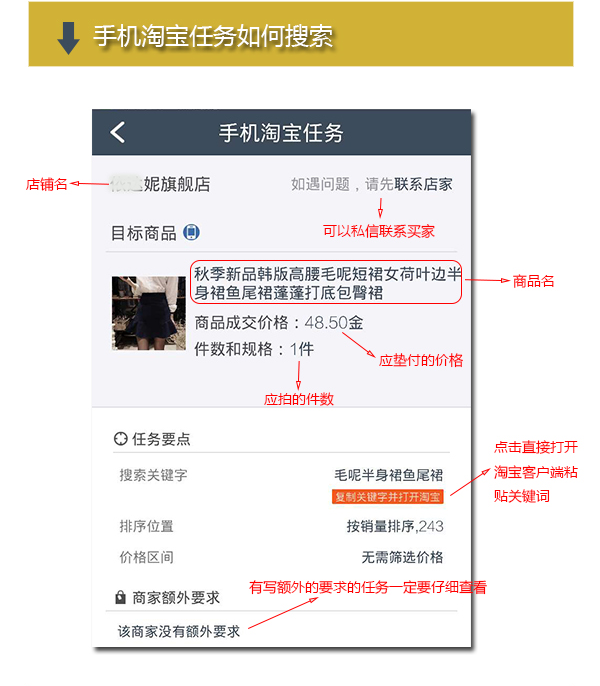 手机淘宝任务如何搜索
手机淘宝任务
店铺名
妮旗舰店
如遇问题，请先联系店家
可以私信联系买家
目标商品
秋季新品韩版高腰毛呢短裙女荷叶边半
身裙鱼尾裙蓬蓬打底包臀裙
商品名
商品成交价格：48.50金
件数和规格：1件
应垫付的价格
应拍的件数
任务要点
搜索关键字
毛呢半身裙鱼尾裙
复制关键字并打开淘宝
点击直接打开
淘宝客户端粘
贴关键词
排序位置
按销量排序,243
价格区间
无需筛选价格
商家额外要求
有写额外的要求的任务一定要仔细查看
该商家没有额外要求